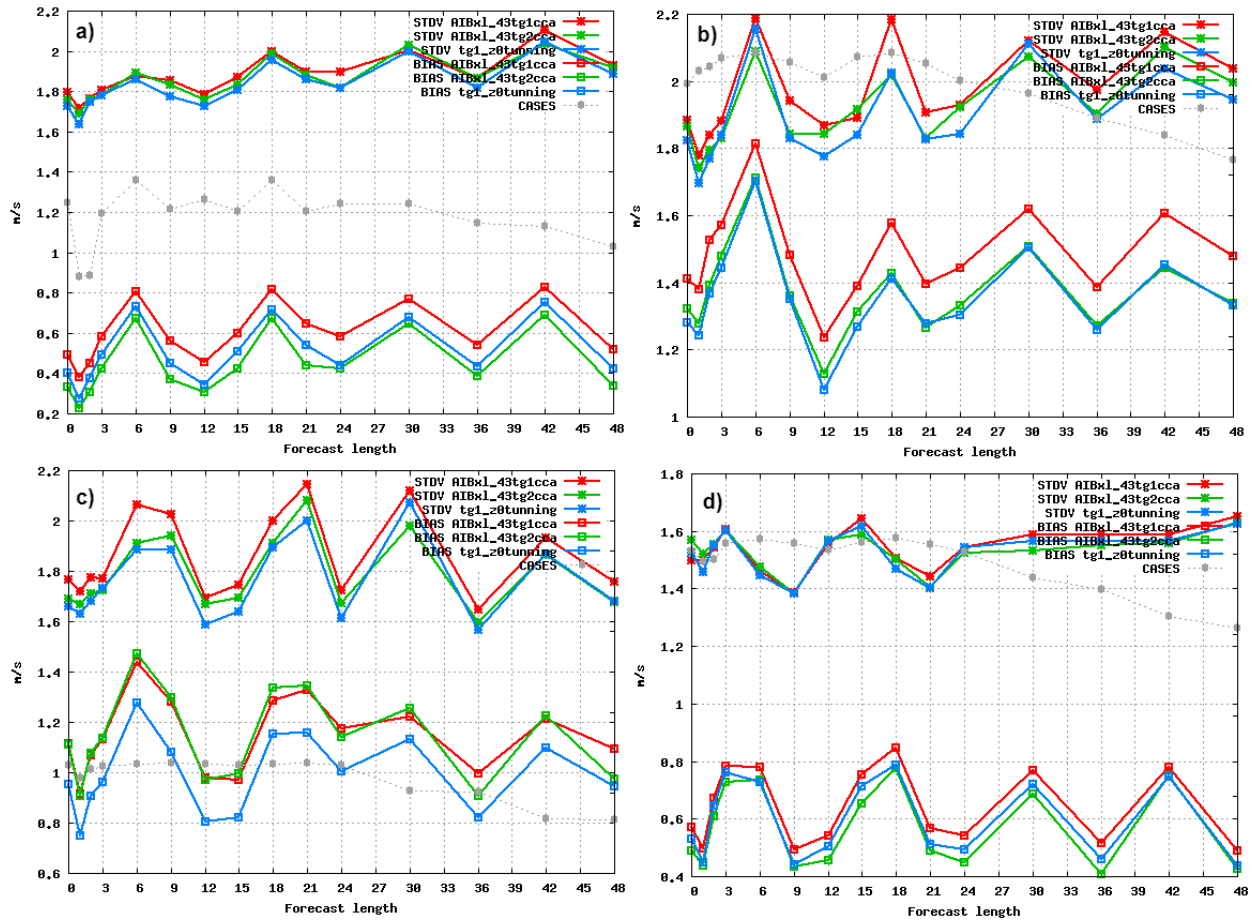 a)
2.2
2
1.8
1.6
1.4
1.2
1
0.8
0.6
0.4
0.2
m/s
STDV AIBxl_43tg1cca
STDV AIBxl_43tg2cca
STDV tg1_z0tunning
BIAS AIBxl_43tg1cca
BIAS AIBxl_43tg2cca
BIAS tg1_z0tunning
CASES
0 3 6 9 12 15 18 21 24 27 30 33 36 39 42 45 48
Forecast length
b)
2.2
2
1.8
1.6
1.4
1.2
1
m/s
STDV AIBxl_43tg1cca
STDV AIBxl_43tg2cca
STDV tg1_z0tunning
BIAS AIBxl_43tg1cca
BIAS AIBxl_43tg2cca
BIAS tg1_z0tunning
CASES
0 3 6 9 12 15 18 21 24 27 30 33 36 39 42 45 48
Forecast length
c)
2.2
2
1.8
1.6
1.4
1.2
1
0.8
0.6
m/s
STDV AIBxl_43tg1cca
STDV AIBxl_43tg2cca
STDV tg1_z0tunning
BIAS AIBxl_43tg1cca
BIAS AIBxl_43tg2cca
BIAS tg1_z0tunning
CASES
0 3 6 9 12 15 18 21 24 27 30 33 36 39 42 45 48
Forecast length
d)
1.8
1.6
1.4
1.2
1
0.8
0.6
0.4
m/s
STDV AIBxl_43tg1cca
STDV AIBxl_43tg2cca
STDV tg1_z0tunning
BIAS AIBxl_43tg1cca
BIAS AIBxl_43tg2cca
BIAS tg1_z0tunning
CASES
0 3 6 9 12 15 18 21 24 27 30 33 36 39 42 45 48
Forecast length